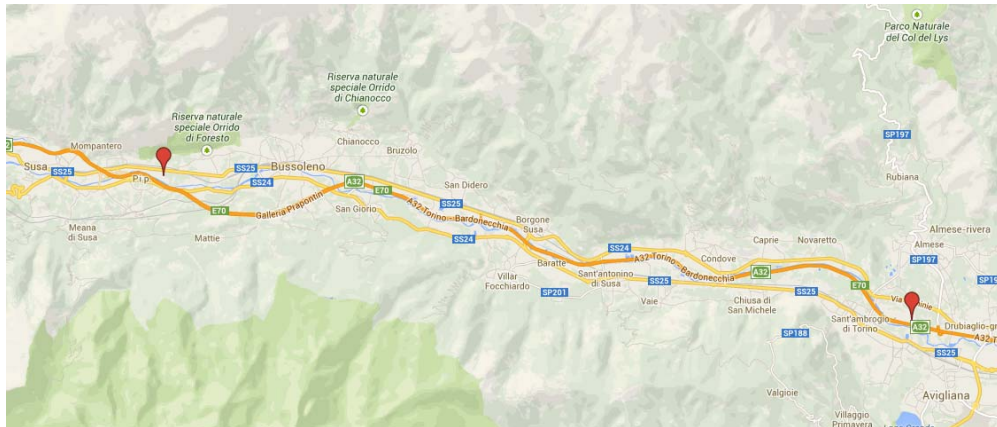 Parco Naturale
del Col del Lys
Riserva naturale
speciale Orrido
di Chianocco
Riserva naturale
speciale Orrido
di Foresto
SP197
Mompantero
Chianocco
Bruzolo
Susa
SS25
P.i.p.
SS25
Bussoleno
SS24
A32
E70
San Didero
Rubiana
SS25
E70
Galleria Prapontin
A32-Torino - Bardonecchia
San Giorio
Borgone
Susa
Meana
di Susa
Mattie
SS24
SS24
Caprie
Novaretto
Almese-rivera
Almese
SP197
Condove
A32 Torino - Bardonecchia
A32
Baratte
Villar
Focchiardo
Sant'antonino
di Susa
SS25
SP201
Vaie
Chiusa di
San Michele
SS25
E70
Sant'ambrogio
di Torino
A32
Drubiaglio-gr
SP188
SS25
Valgioie
Avigliana
Villaggio
Primavera